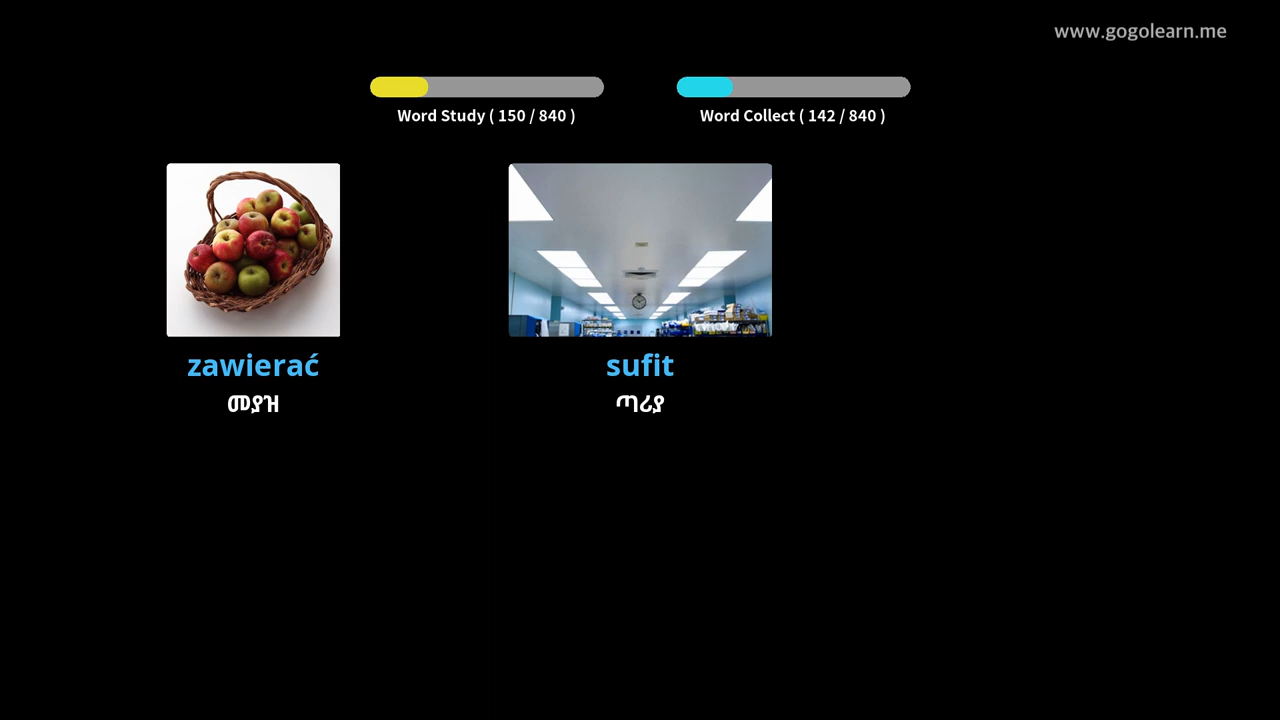 www.gogolearn.me
Word Study ( 150 / 840 )
Word Collect ( 142 / 840 )
zawierać
መያዝ
sufit
ጣሪያ